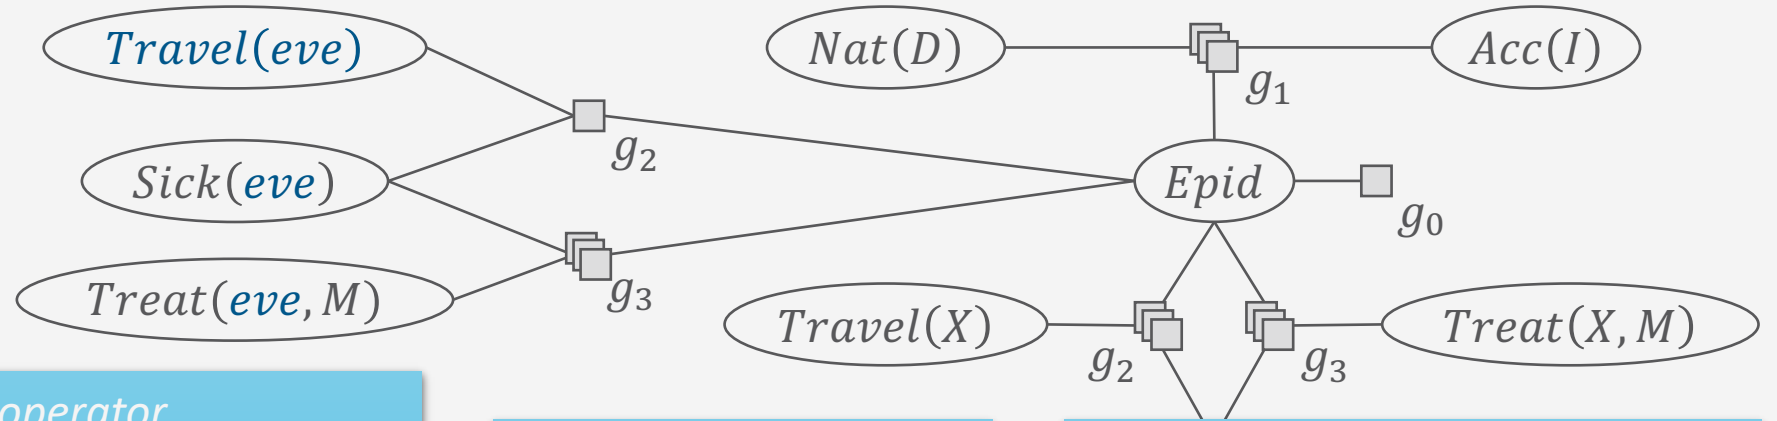 Travel(eve)
Nat(D)
Acc(I)
g₁
g₂
Sick(eve)
Epid
g₀
g₃
Treat(eve, M)
Travel(X)
Treat(X, M)
g₂
g₃
operator